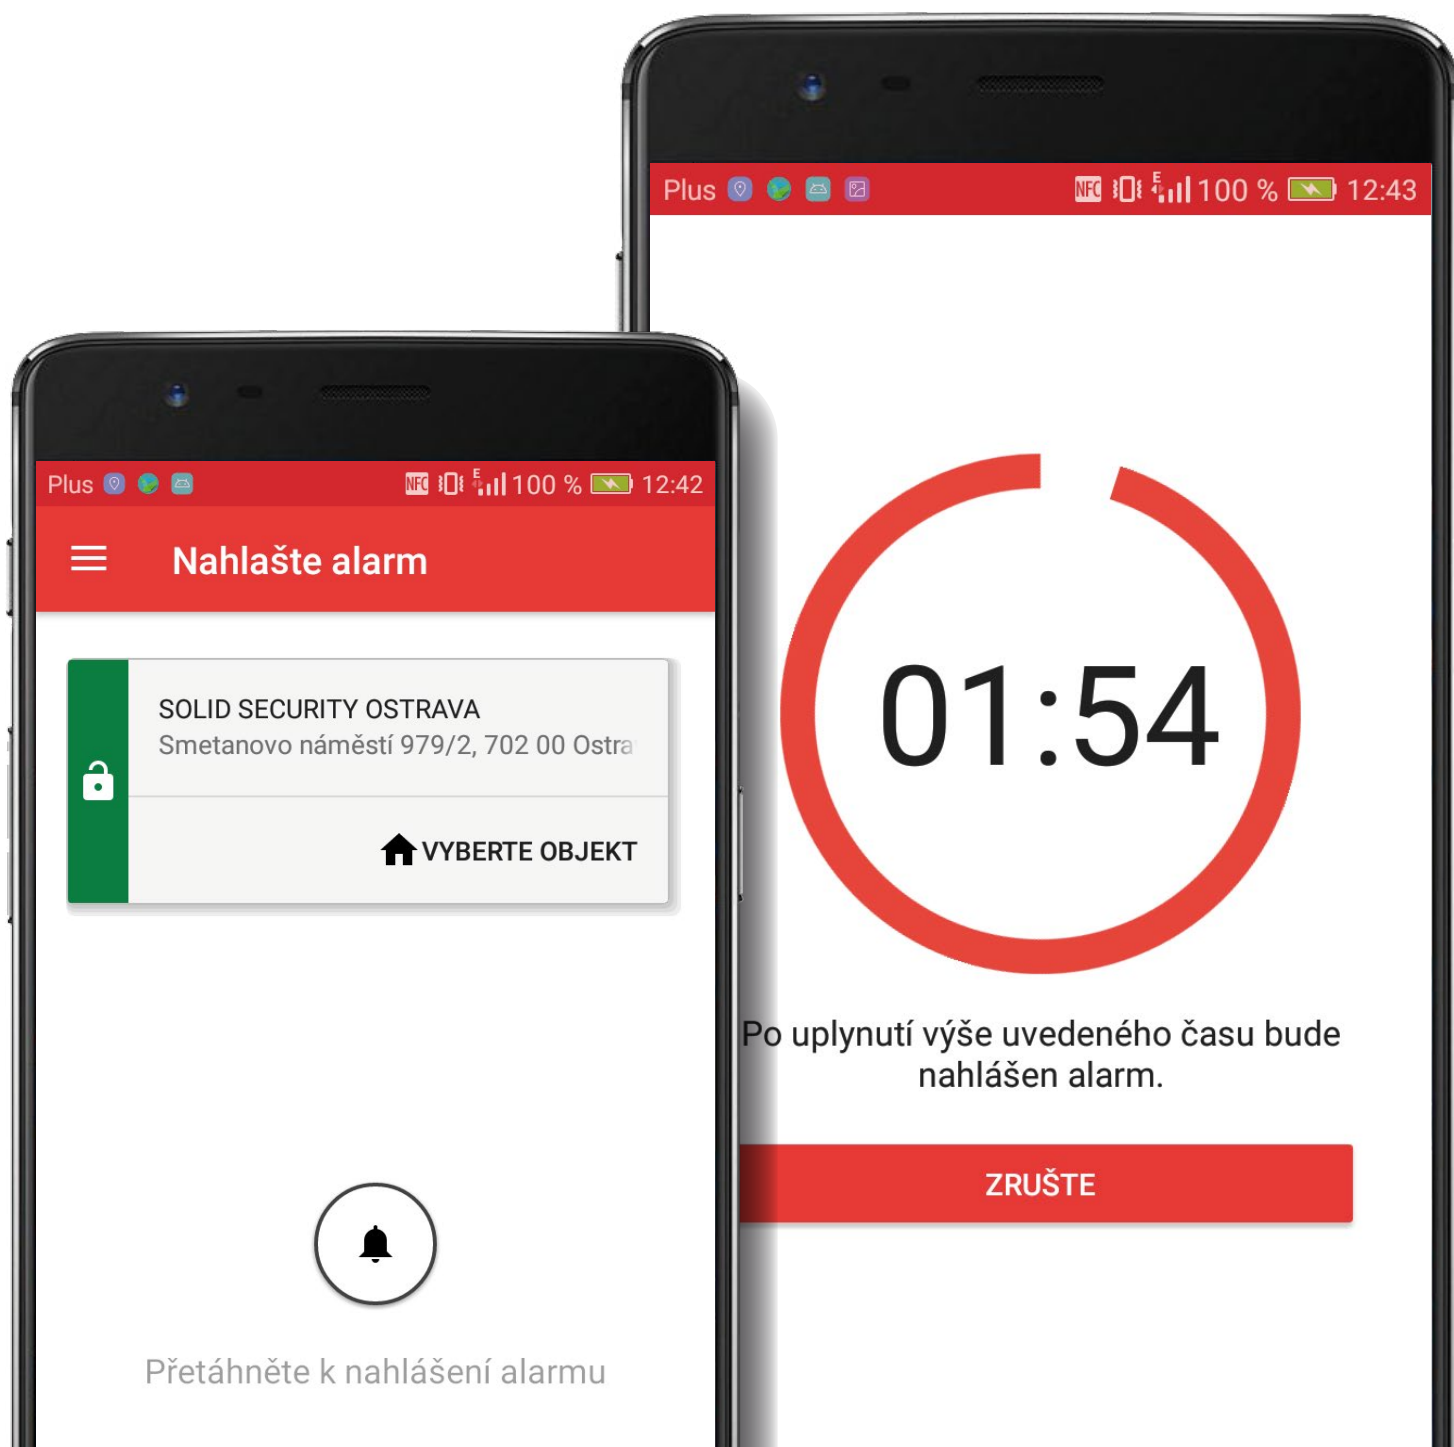 Plus NFC E 100 % 12:43
Po uplynutí výše uvedeného času bude
nahlášen alarm.
01:54
ZRUŠTE
Plus NFC E 100 % 12:42
Nahlašte alarm
SOLID SECURITY OSTRAVA
Smetanovo náměstí 979/2, 702 00 Ostra
VYBERTE OBJEKT
Přetáhněte k nahlášení alarmu